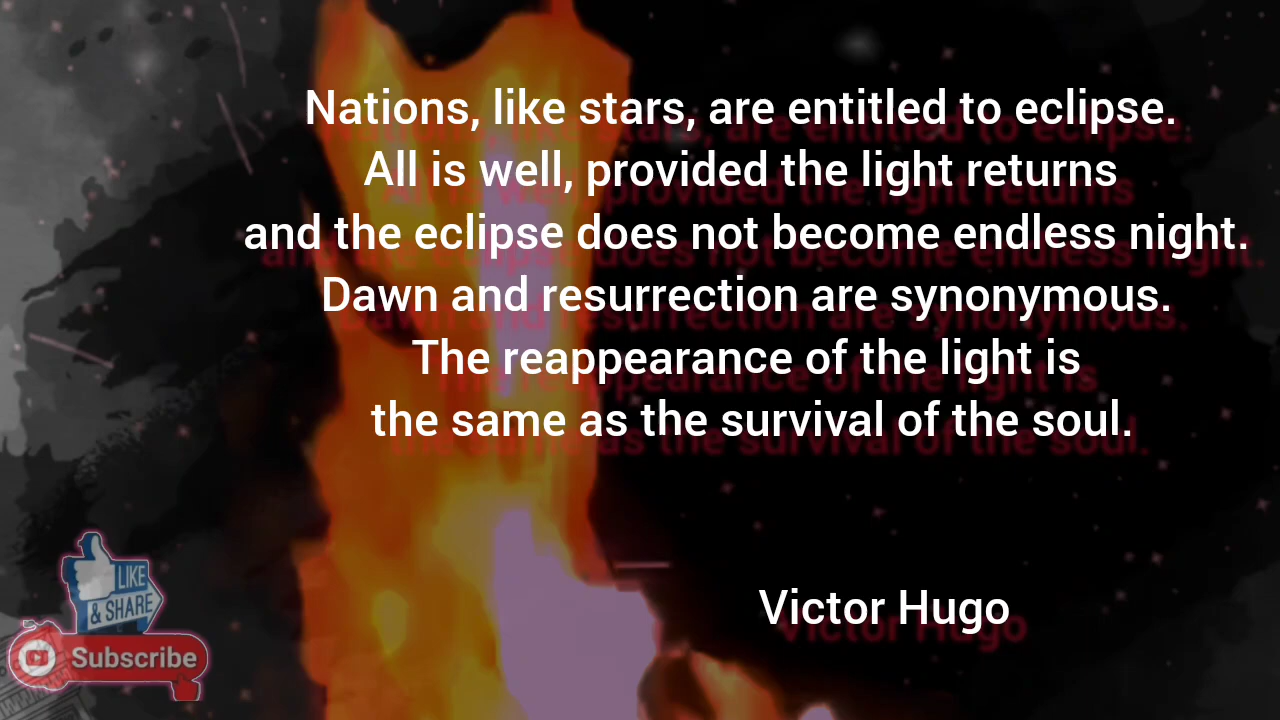 Nations, like stars, are entitled to eclipse.
All is well, provided the light returns
and the eclipse does not become endless night.
Dawn and resurrection are synonymous.
The reappearance of the light is
the same as the survival of the soul.
Victor Hugo
LIKE
& SHARE
Subscribe